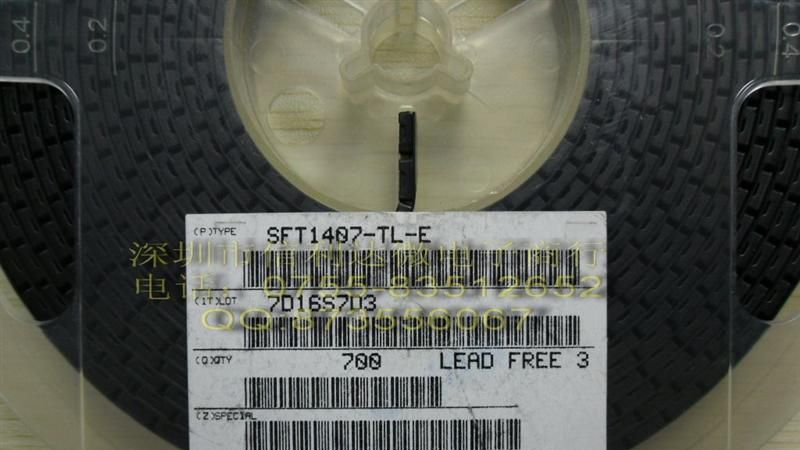 0.4
0.2
0.2
0.4
(P)TYPE SFT1407-TL-E
深圳市信利达微电子商行
电话：0755-83512652
(1T)LOT 7D16S7D3
QQ:873556067
(Q)QTY 700 LEAD FREE 3
(Z)SPECIAL